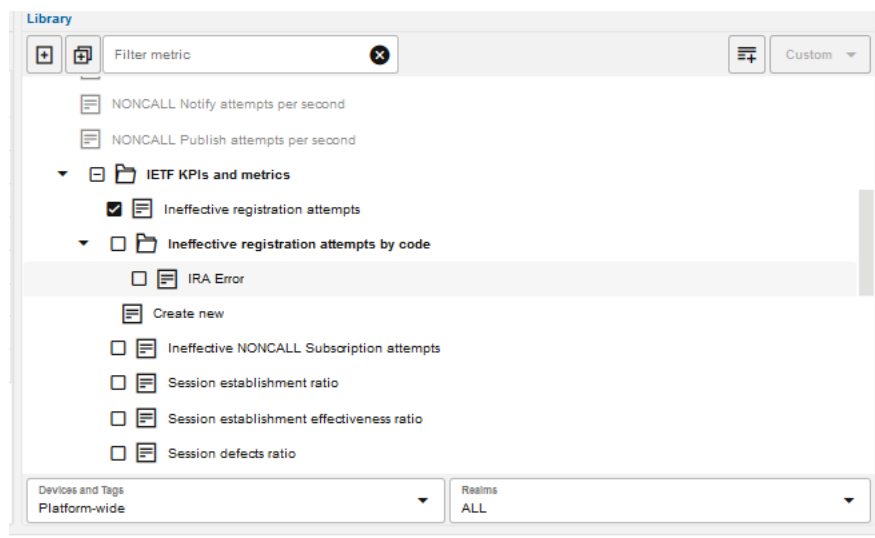 Library
Filter metric
Custom
NONCALL Notify attempts per second
NONCALL Publish attempts per second
IETF KPIs and metrics
Ineffective registration attempts
Ineffective registration attempts by code
IRA Error
Create new
Ineffective NONCALL Subscription attempts
Session establishment ratio
Session establishment effectiveness ratio
Session defects ratio
Devices and Tags
Platform-wide
Realms
ALL